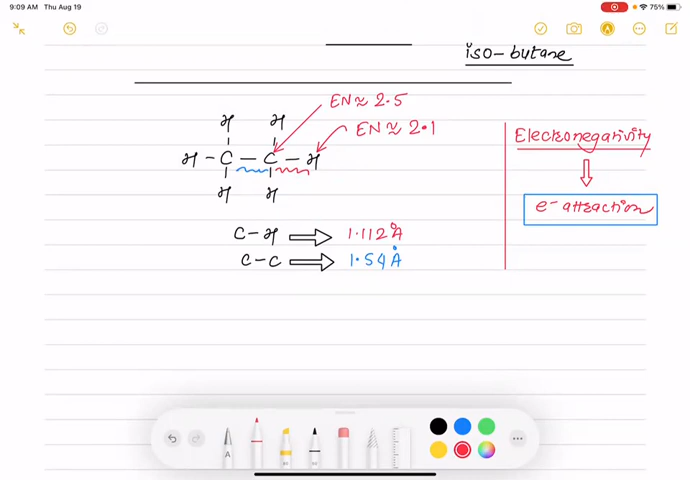 9:09 AM Thu Aug 19
75%
iso-butane
EN ≈ 2.5
EN ≈ 2.1
H H
H - C - C - H
H H
C-H ⇒ 1.112 Å
C-C ⇒ 1.54 Å
Electronegativity
e- attraction
A